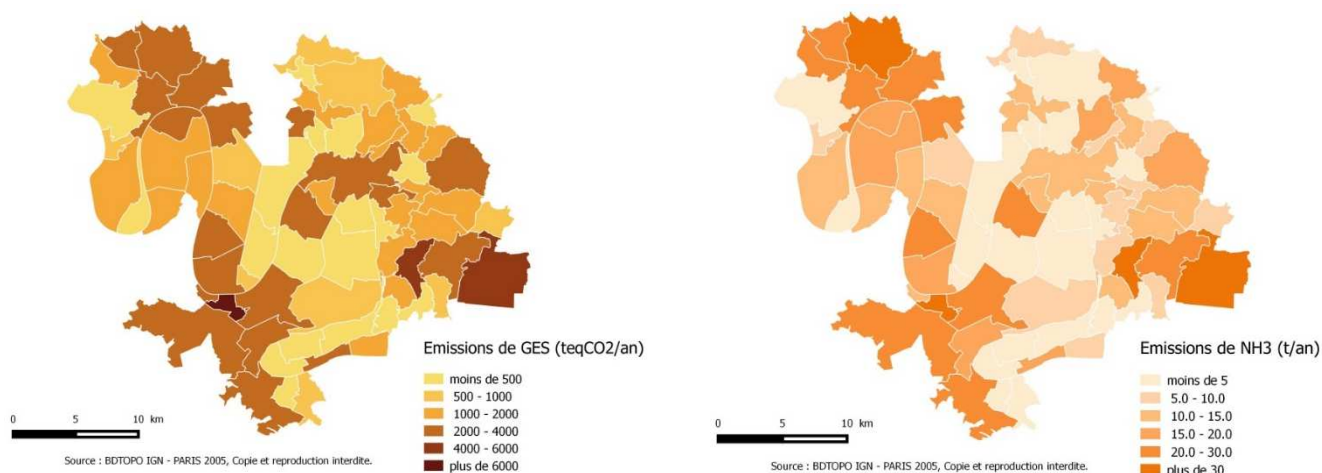 Emissions de GES (teqCO2/an)
moins de 500
500 - 1000
1000 - 2000
2000 - 4000
4000 - 6000
plus de 6000
0 5 10 km
Source : BDTOPO IGN - PARIS 2005, Copie et reproduction interdite.
Emissions de NH3 (t/an)
moins de 5
5.0 - 10.0
10.0 - 15.0
15.0 - 20.0
20.0 - 30.0
plus de 30
0 5 10 km
Source : BDTOPO IGN - PARIS 2005, Copie et reproduction interdite.